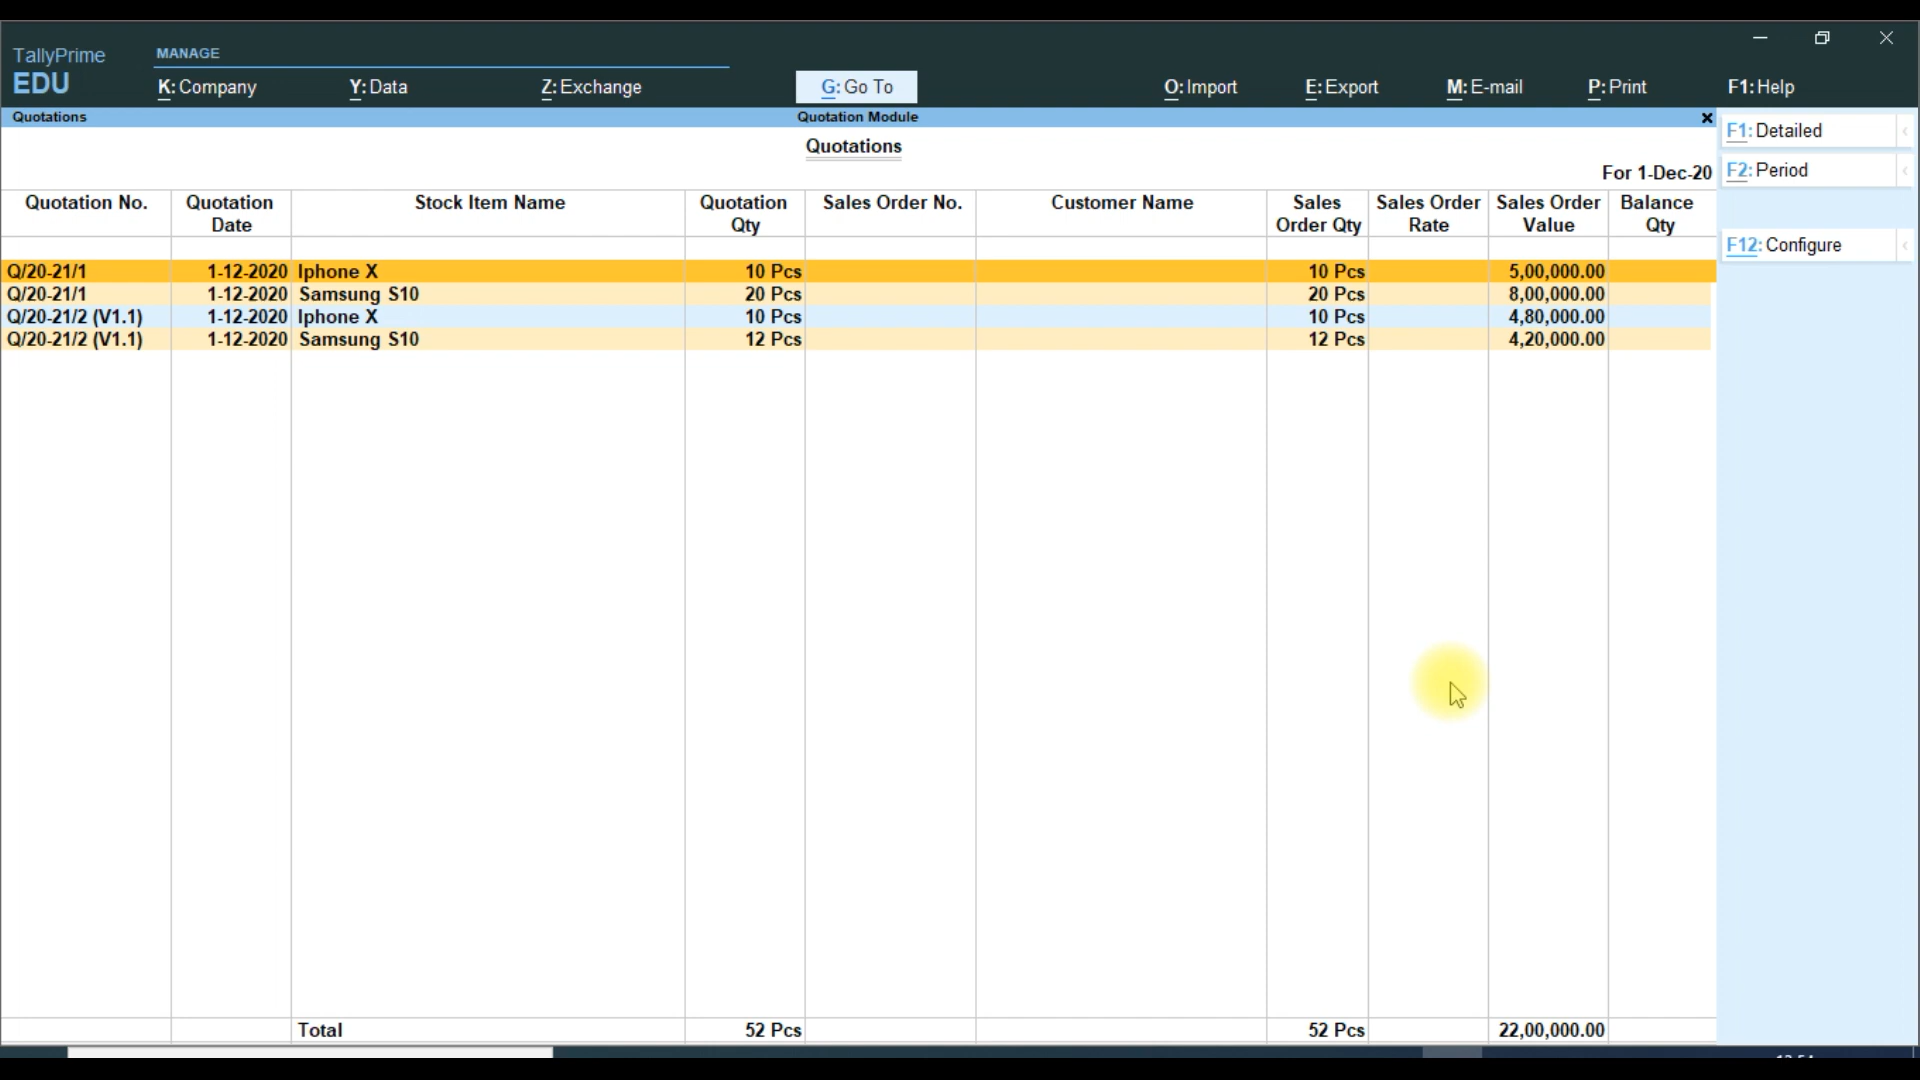 TallyPrime
EDU
MANAGE
K: Company Y: Data Z: Exchange G: Go To O: Import E: Export M: E-mail P: Print F1: Help
Quotations Quotation Module ×
Quotations
For 1-Dec-20
Quotation No. Quotation Date Stock Item Name Quotation Qty Sales Order No. Customer Name Sales Order Qty Sales Order Rate Sales Order Value Balance Qty
Q/20-21/1 1-12-2020 Iphone X 10 Pcs 10 Pcs 5,00,000.00
Q/20-21/1 1-12-2020 Samsung S10 20 Pcs 20 Pcs 8,00,000.00
Q/20-21/2 (V1.1) 1-12-2020 Iphone X 10 Pcs 10 Pcs 4,80,000.00
Q/20-21/2 (V1.1) 1-12-2020 Samsung S10 12 Pcs 12 Pcs 4,20,000.00
Total 52 Pcs 52 Pcs 22,00,000.00
F1: Detailed
F2: Period
F12: Configure